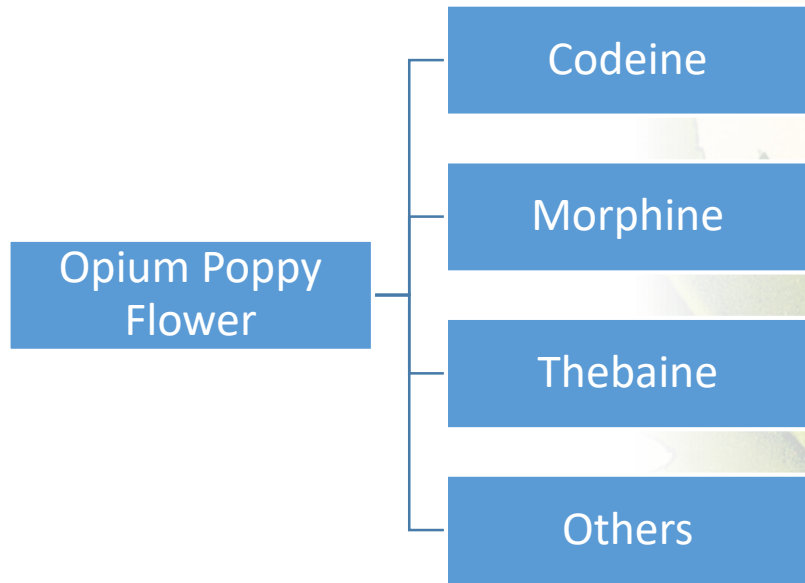 Codeine
Morphine
Opium Poppy
Flower
Thebaine
Others